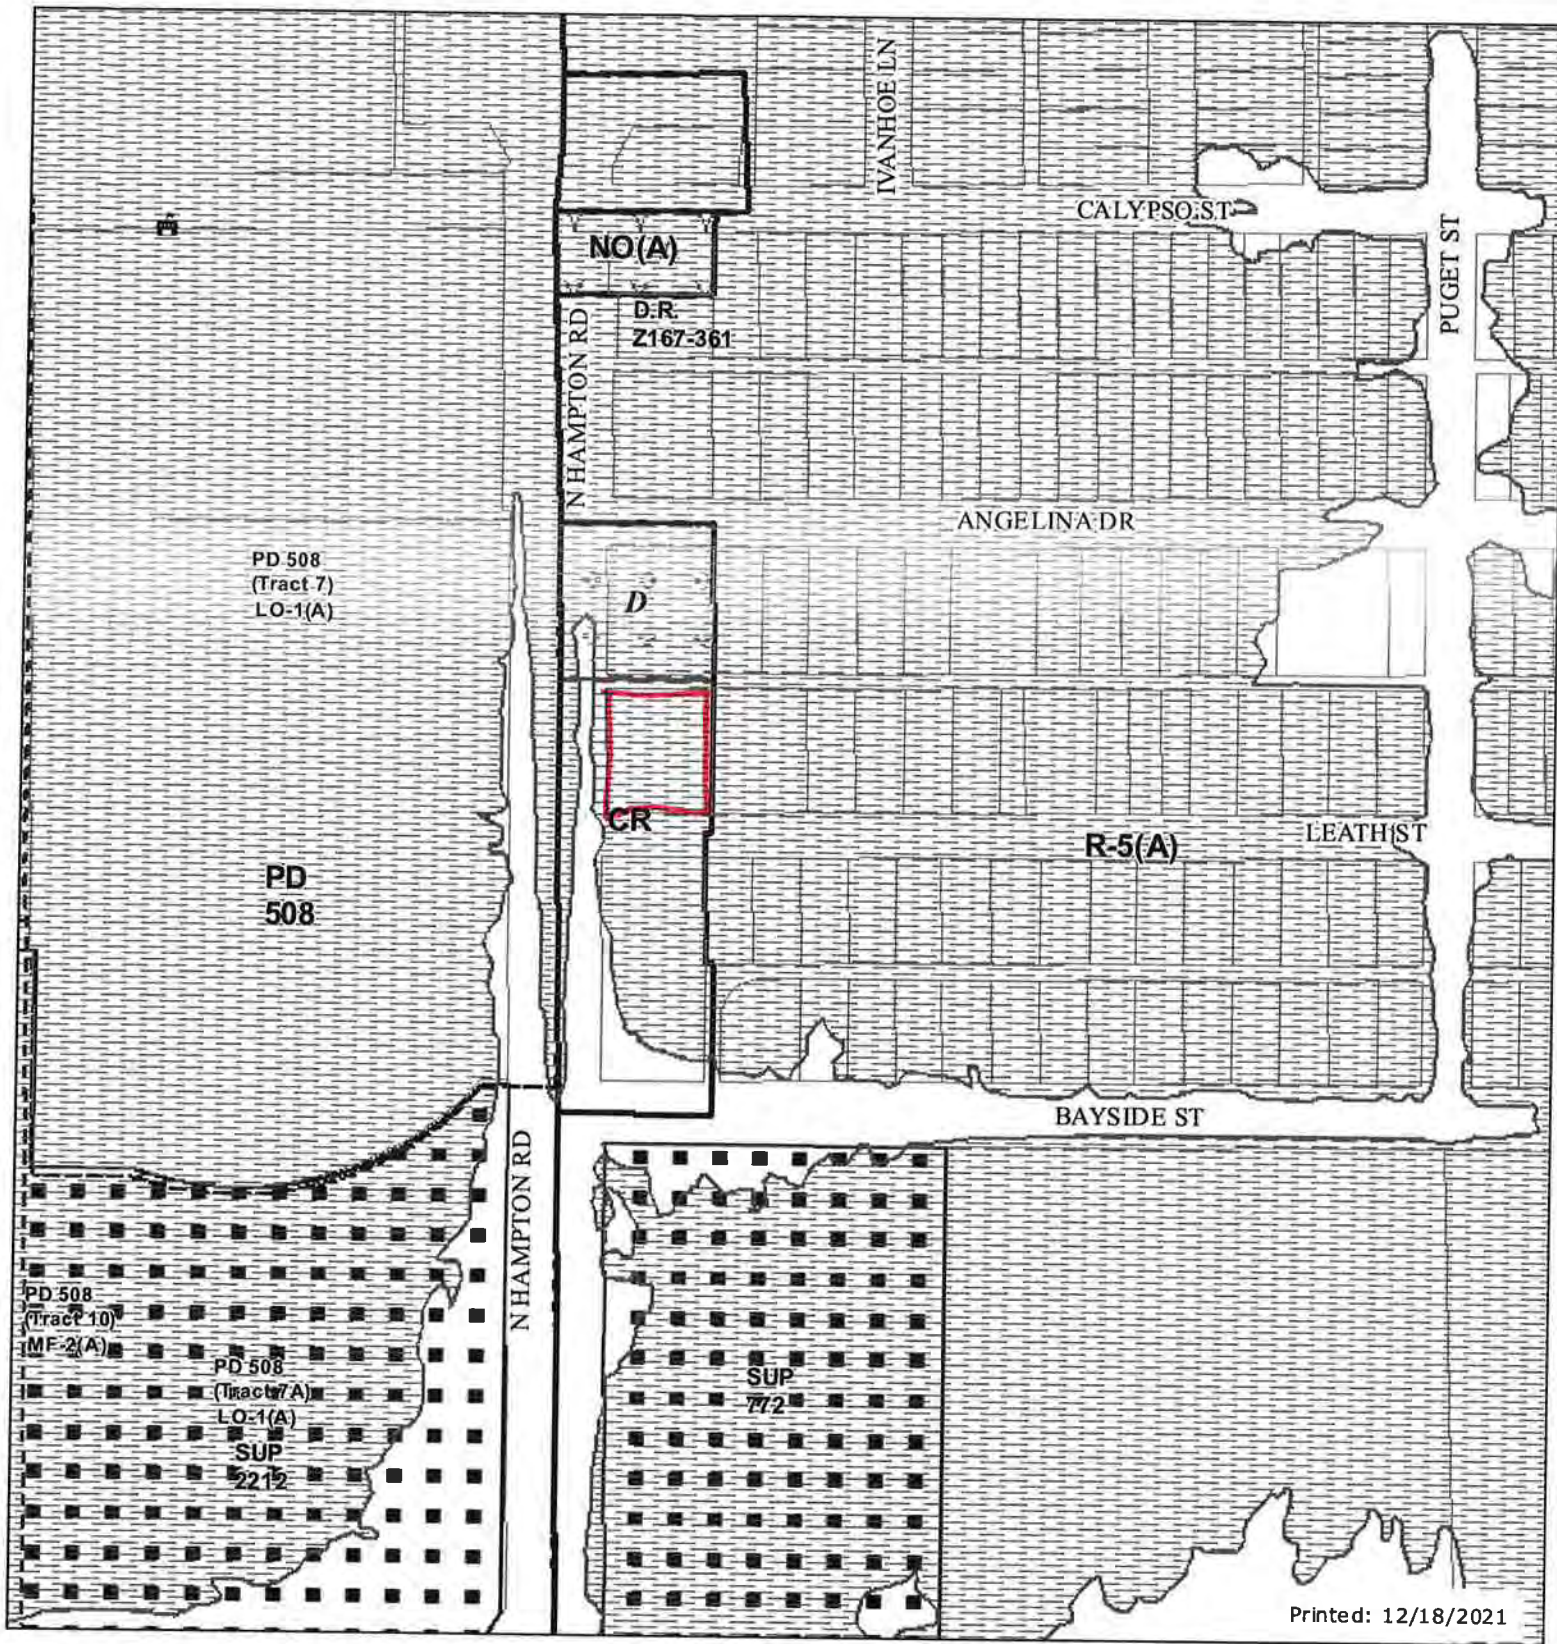 IVANHOE LN
CALYPSO ST
PUGET ST
NO(A)
D.R.
Z167-361
N HAMPTON RD
ANGELINA DR
PD 508
(Tract 7)
LO-1(A)
D
CR
R-5(A)
LEATH ST
PD
508
BAYSIDE ST
N HAMPTON RD
PD 508
(Tract 10)
MF-2(A)
PD 508
(Tract 7A)
LO-1(A)
SUP
2212
SUP
772
Printed: 12/18/2021